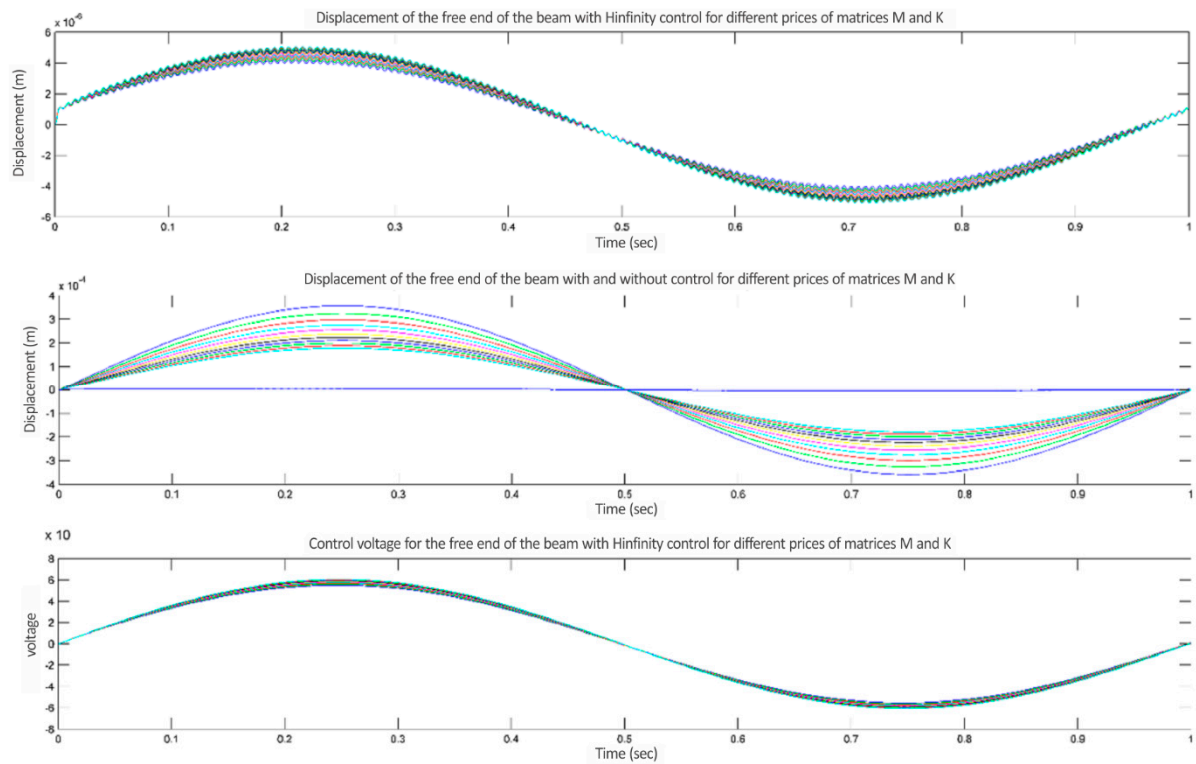 x 10⁻⁶
Displacement of the free end of the beam with Hinfinity control for different prices of matrices M and K
Displacement (m)
6
4
2
0
-2
-4
-6
0 0.1 0.2 0.3 0.4 0.5 0.6 0.7 0.8 0.9 1
Time (sec)
Displacement of the free end of the beam with and without control for different prices of matrices M and K
x 10⁻⁴
Displacement (m)
4
3
2
1
0
-1
-2
-3
-4
0 0.1 0.2 0.3 0.4 0.5 0.6 0.7 0.8 0.9 1
Time (sec)
x 10
Control voltage for the free end of the beam with Hinfinity control for different prices of matrices M and K
voltage
8
6
4
2
0
-2
-4
-6
-8
0 0.1 0.2 0.3 0.4 0.5 0.6 0.7 0.8 0.9 1
Time (sec)